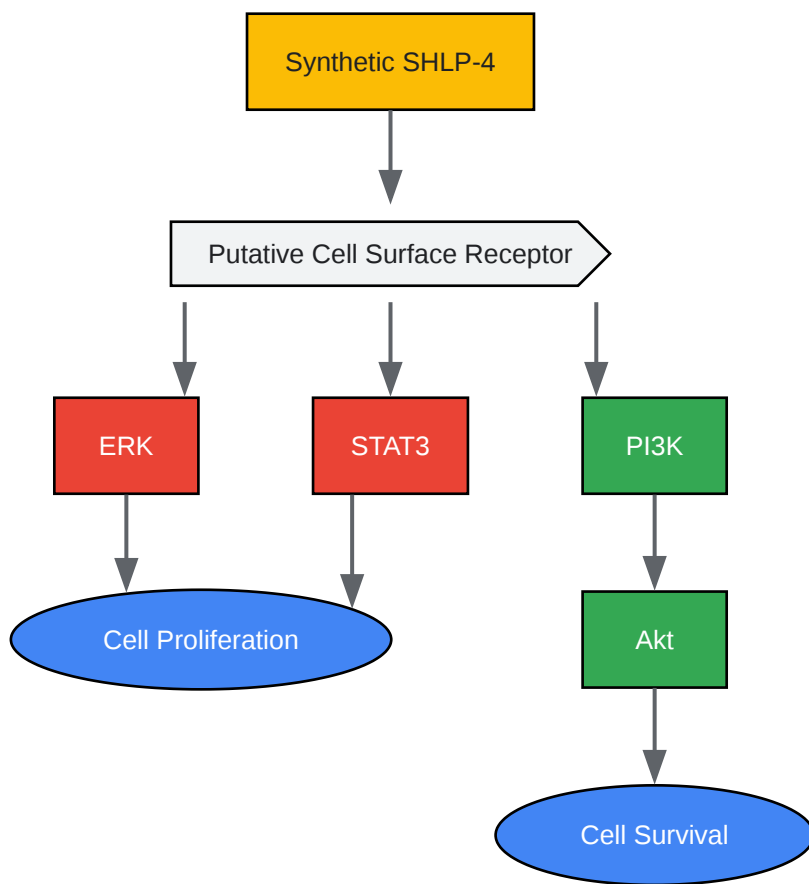 Synthetic SHLP-4
Putative Cell Surface Receptor
ERK
STAT3
PI3K
Cell Proliferation
Akt
Cell Survival